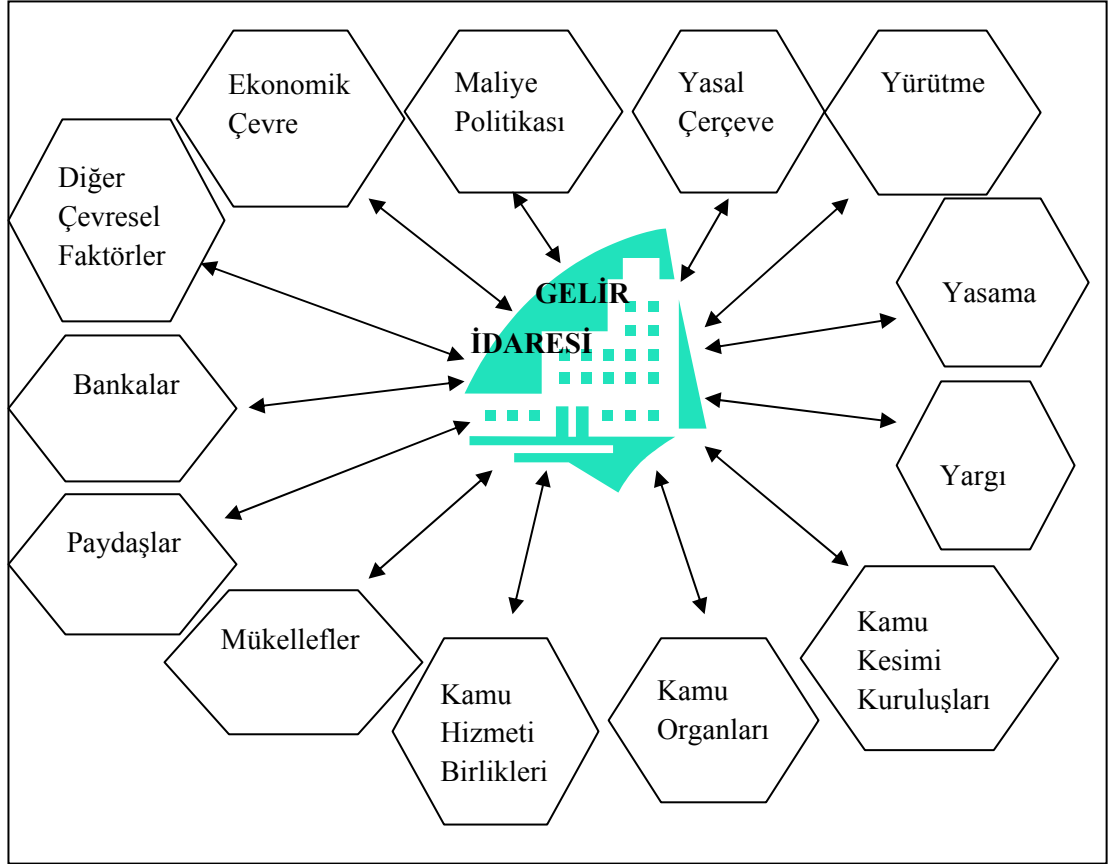 Ekonomik
Çevre
Maliye
Politikası
Yasal
Çerçeve
Yürütme
Diğer
Çevresel
Faktörler
GELİR
İDARESİ
Yasama
Bankalar
Yargı
Paydaşlar
Mükellefler
Kamu
Hizmeti
Birlikleri
Kamu
Organları
Kamu
Kesimi
Kuruluşları